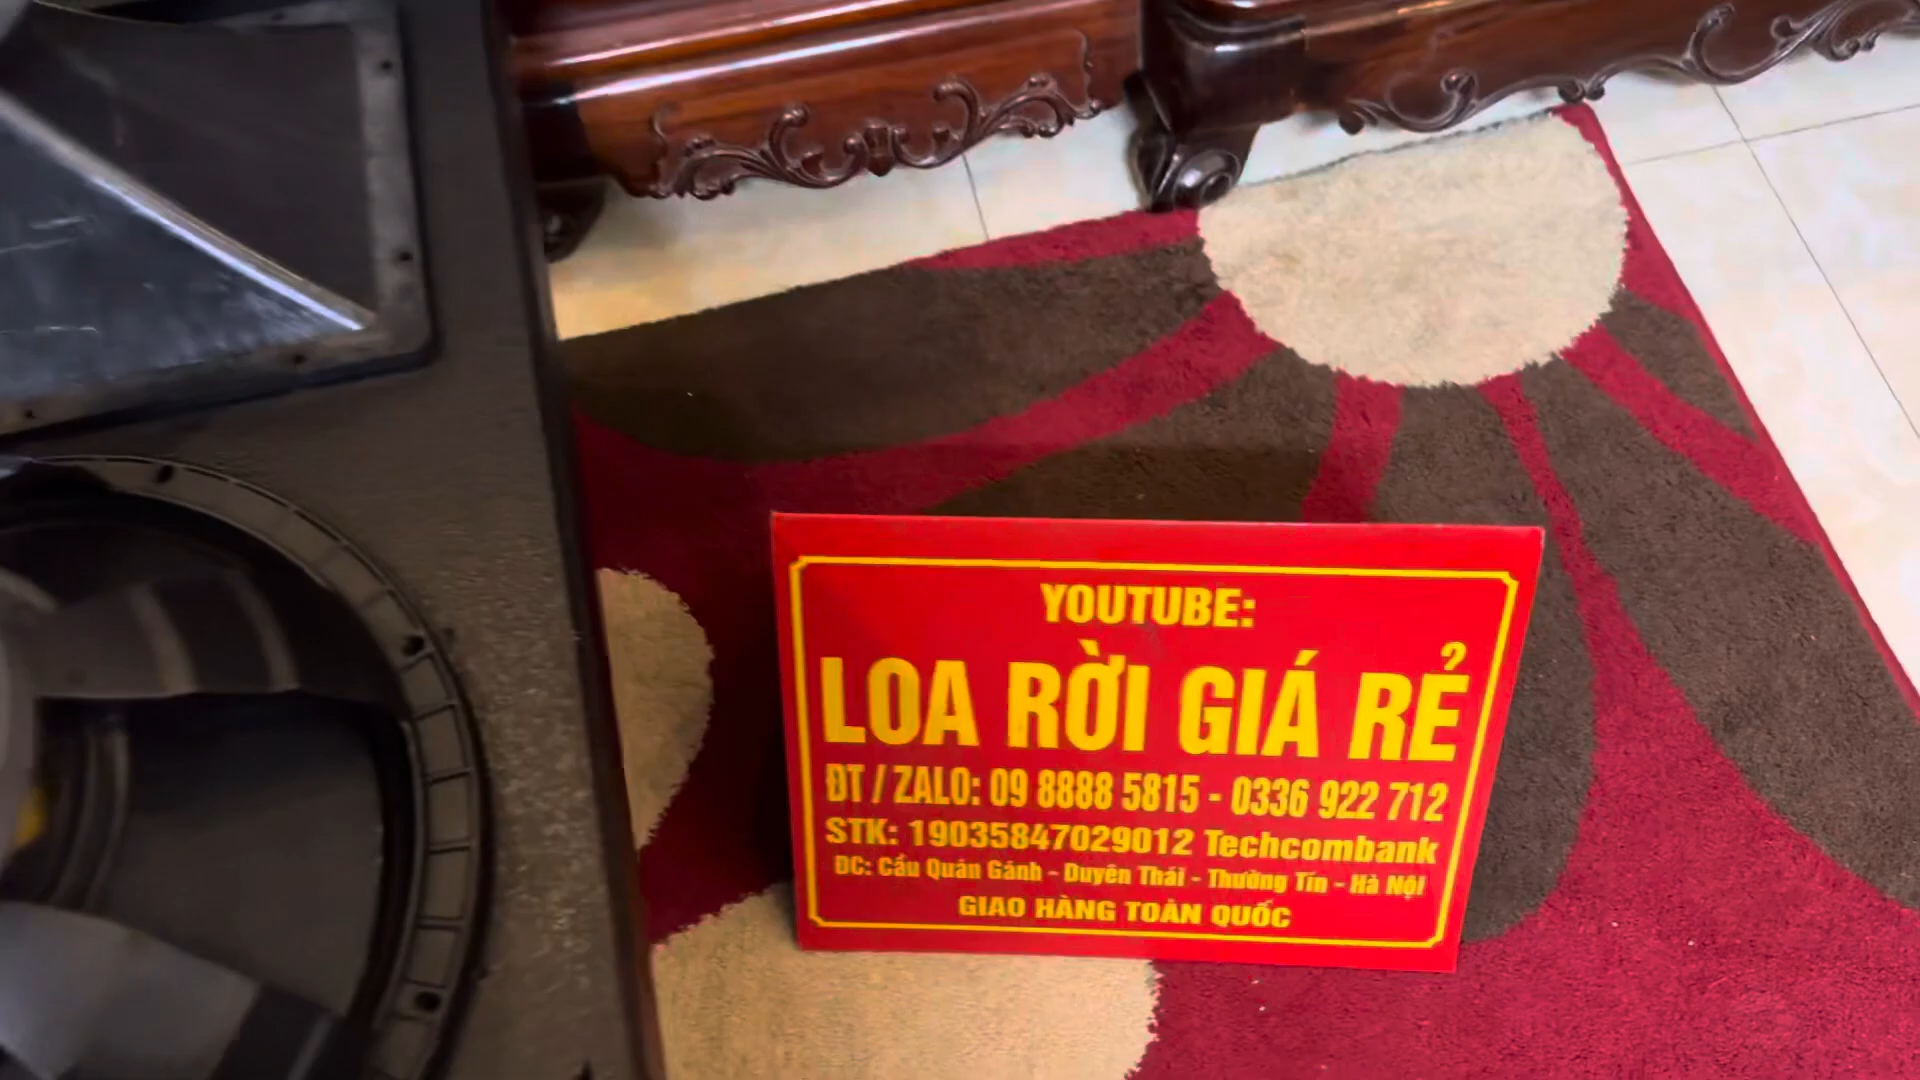 YOUTUBE:
LOA RỜI GIÁ RẺ
ĐT / ZALO: 09 8888 5815 - 0336 922 712
STK: 19035847029012 Techcombank
ĐC: Cầu Quán Gánh - Duyên Thái - Thường Tín - Hà Nội
GIAO HÀNG TOÀN QUỐC